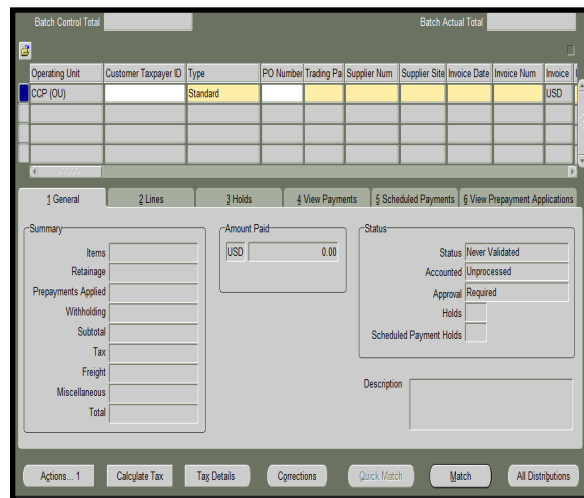 Batch Control Total Batch Actual Total
Operating Unit Customer Taxpayer ID Type PO Number Trading Pa Supplier Num Supplier Site Invoice Date Invoice Num Invoice
CCP (OU) Standard USD
1 General 2 Lines 3 Holds 4 View Payments 5 Scheduled Payments 6 View Prepayment Applications
Summary Amount Paid Status
Items USD 0.00 Status Never Validated
Retainage Accounted Unprocessed
Prepayments Applied Approval Required
Withholding Holds
Subtotal Scheduled Payment Holds
Tax
Freight
Miscellaneous Description
Total
Actions... 1 Calculate Tax Tax Details Corrections Quick Match Match All Distributions